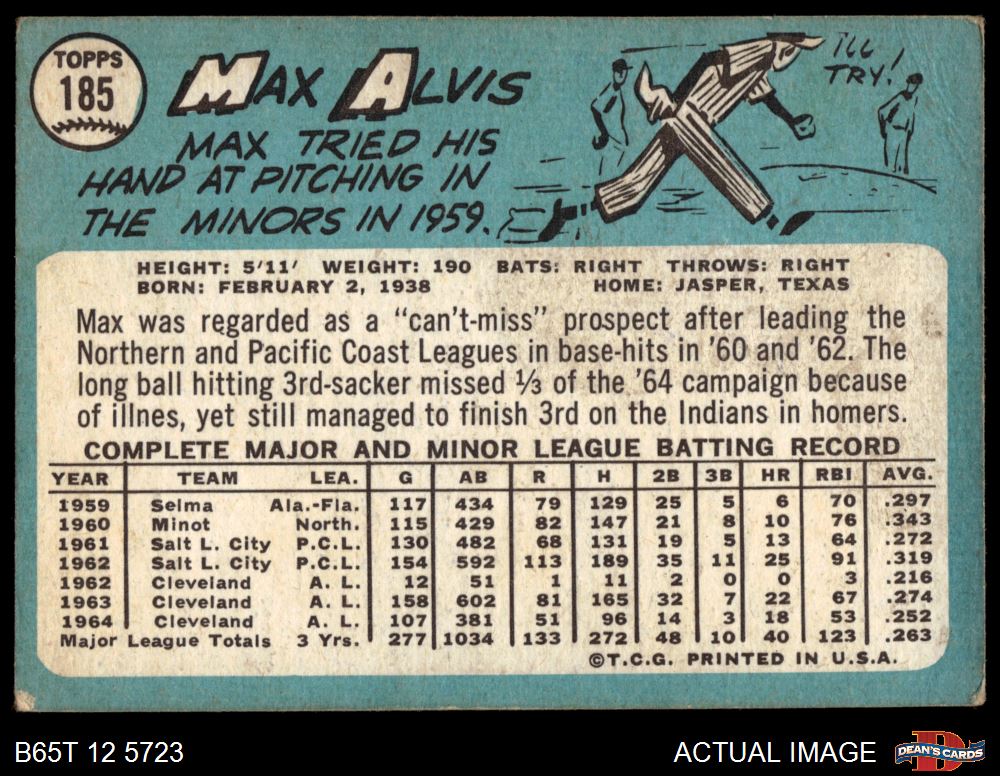 TOPPS
185
MAX ALVIS
I'LL
TRY!
MAX TRIED HIS
HAND AT PITCHING IN
THE MINORS IN 1959.
HEIGHT: 5'11' WEIGHT: 190 BATS: RIGHT THROWS: RIGHT
BORN: FEBRUARY 2, 1938 HOME: JASPER, TEXAS
Max was regarded as a “can't-miss” prospect after leading the
Northern and Pacific Coast Leagues in base-hits in '60 and '62. The
long ball hitting 3rd-sacker missed ⅓ of the '64 campaign because
of illnes, yet still managed to finish 3rd on the Indians in homers.
COMPLETE MAJOR AND MINOR LEAGUE BATTING RECORD
YEAR TEAM LEA. G AB R H 2B 3B HR RBI AVG.
1959 Selma Ala.-Fla. 117 434 79 129 25 5 6 70 .297
1960 Minot North. 115 429 82 147 21 8 10 76 .343
1961 Salt L. City P.C.L. 130 482 68 131 19 5 13 64 .272
1962 Salt L. City P.C.L. 154 592 113 189 35 11 25 91 .319
1962 Cleveland A. L. 12 51 1 11 2 0 0 3 .216
1963 Cleveland A. L. 158 602 81 165 32 7 22 67 .274
1964 Cleveland A. L. 107 381 51 96 14 3 18 53 .252
Major League Totals 3 Yrs. 277 1034 133 272 48 10 40 123 .263
©T.C.G. PRINTED IN U.S.A.
B65T 12 5723 ACTUAL IMAGE DEAN'S CARDS